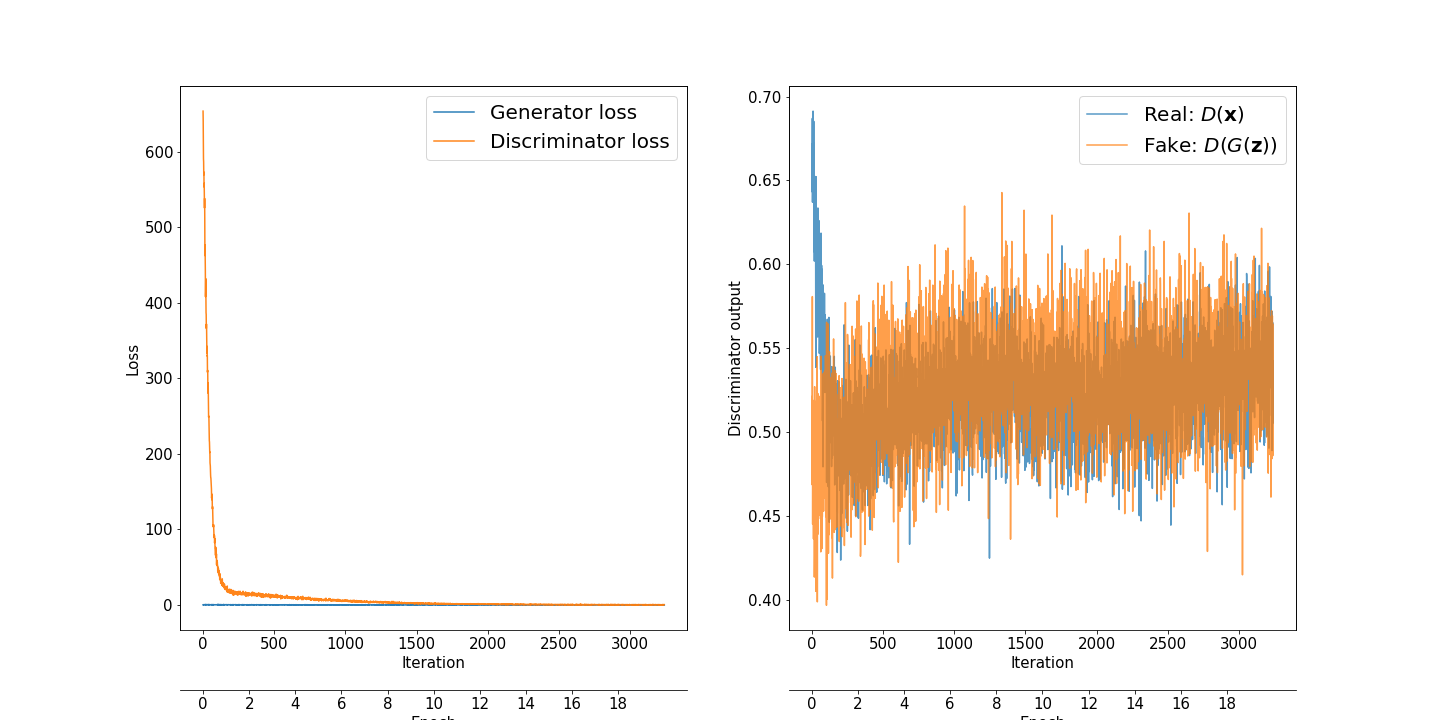 Generator loss
Discriminator loss
Loss
600
500
400
300
200
100
0
0 500 1000 1500 2000 2500 3000
Iteration
0 2 4 6 8 10 12 14 16 18
Epoch
Real: D(x)
Fake: D(G(z))
Discriminator output
0.70
0.65
0.60
0.55
0.50
0.45
0.40
0 500 1000 1500 2000 2500 3000
Iteration
0 2 4 6 8 10 12 14 16 18
Epoch